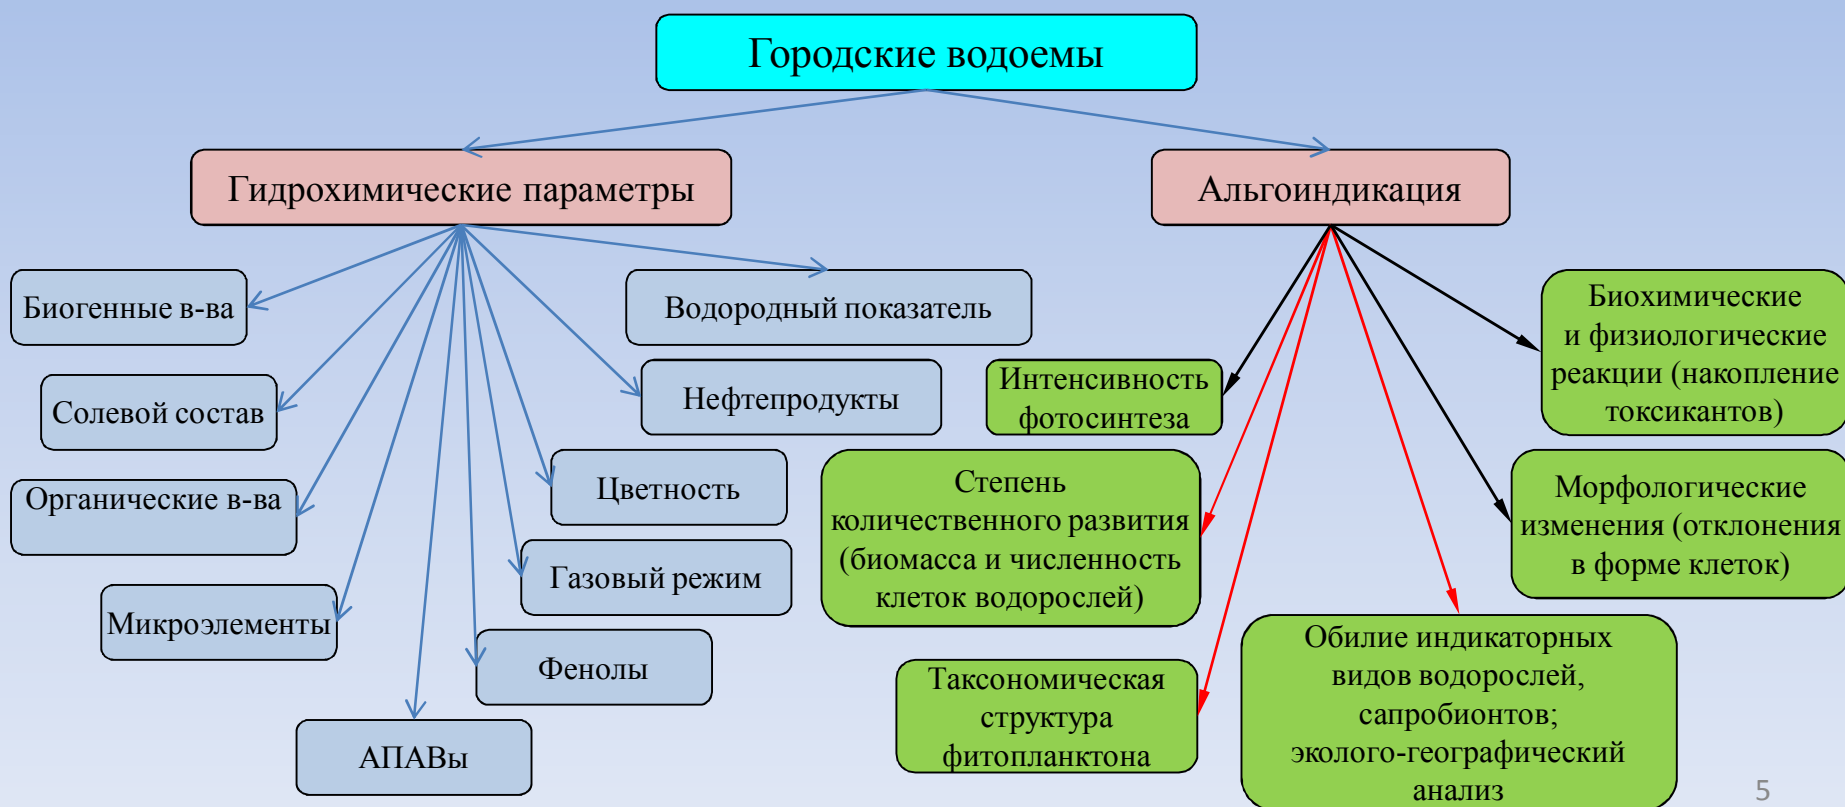 Городские водоемы
Гидрохимические параметры
Альгоиндикация
Биогенные в-ва
Водородный показатель
Биохимические
и физиологические
реакции (накопление
токсикантов)
Солевой состав
Нефтепродукты
Интенсивность
фотосинтеза
Органические в-ва
Цветность
Степень
количественного развития
(биомасса и численность
клеток водорослей)
Морфологические
изменения (отклонения
в форме клеток)
Газовый режим
Микроэлементы
Фенолы
Таксономическая
структура
фитопланктона
Обилие индикаторных
видов водорослей,
сапробионтов;
эколого-географический
анализ
АПАВы
5